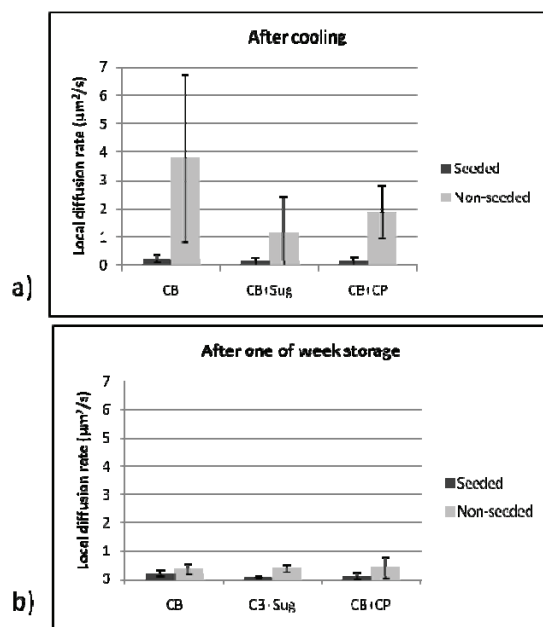 After cooling
7
6
5
4
3
2
1
0
Local diffusion rate (µm²/s)
CB
CB+Sug
CB+CP
Seeded
Non-seeded
a)
After one of week storage
7
6
5
4
3
2
1
0
Local diffusion rate (µm²/s)
CB
CB+Sug
CB+CP
Seeded
Non-seeded
b)